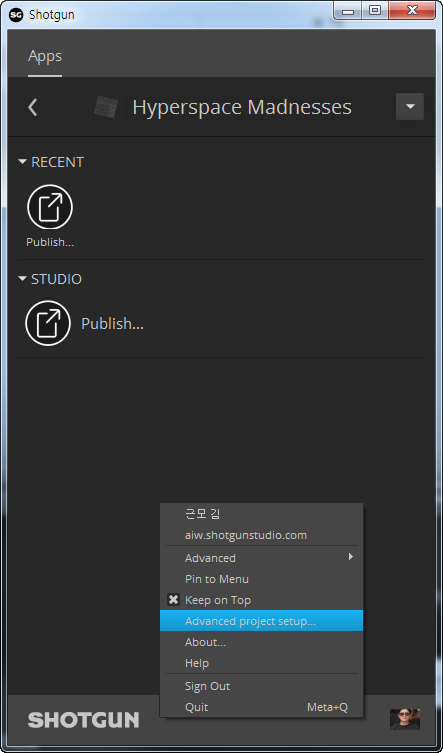 SG Shotgun
Apps
Hyperspace Madnesses
RECENT
Publish...
STUDIO
Publish...
근모 김
aiw.shotgunstudio.com
Advanced
Pin to Menu
Keep on Top
Advanced project setup...
About...
Help
Sign Out
Quit Meta+Q
SHOTGUN